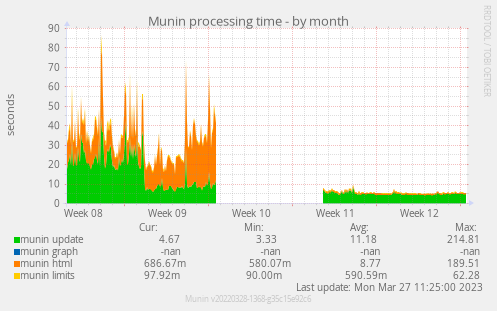 Munin processing time - by month
RRDTOOL / TOBI OETIKER
seconds
90
80
70
60
50
40
30
20
10
0
Week 08 Week 09 Week 10 Week 11 Week 12
Cur: Min: Avg: Max:
munin update 4.67 3.33 11.18 214.81
munin graph -nan -nan -nan -nan
munin html 686.67m 580.07m 8.77 189.51
munin limits 97.92m 90.00m 590.59m 62.28
Last update: Mon Mar 27 11:25:00 2023
Munin v20220328-1368-g35c15e92c6